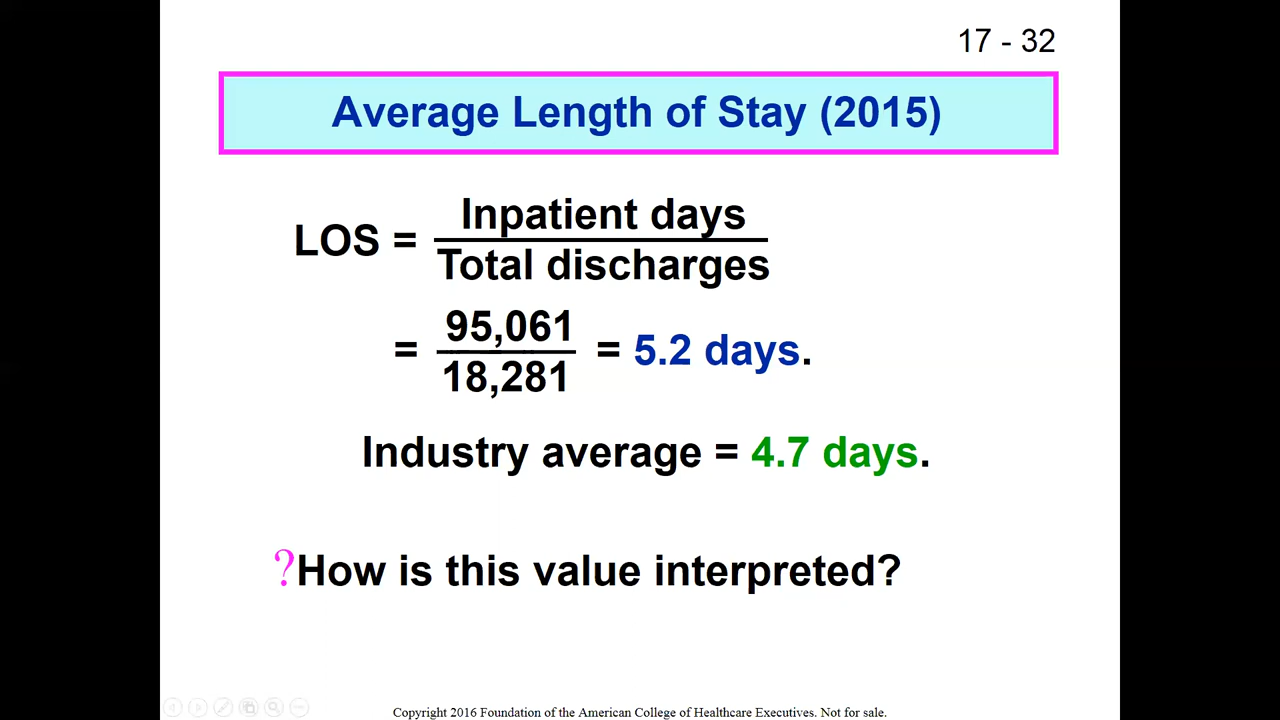 17 - 32
Average Length of Stay (2015)
LOS = Inpatient days
Total discharges
= 95,061 = 5.2 days.
18,281
Industry average = 4.7 days.
?How is this value interpreted?
Copyright 2016 Foundation of the American College of Healthcare Executives. Not for sale.